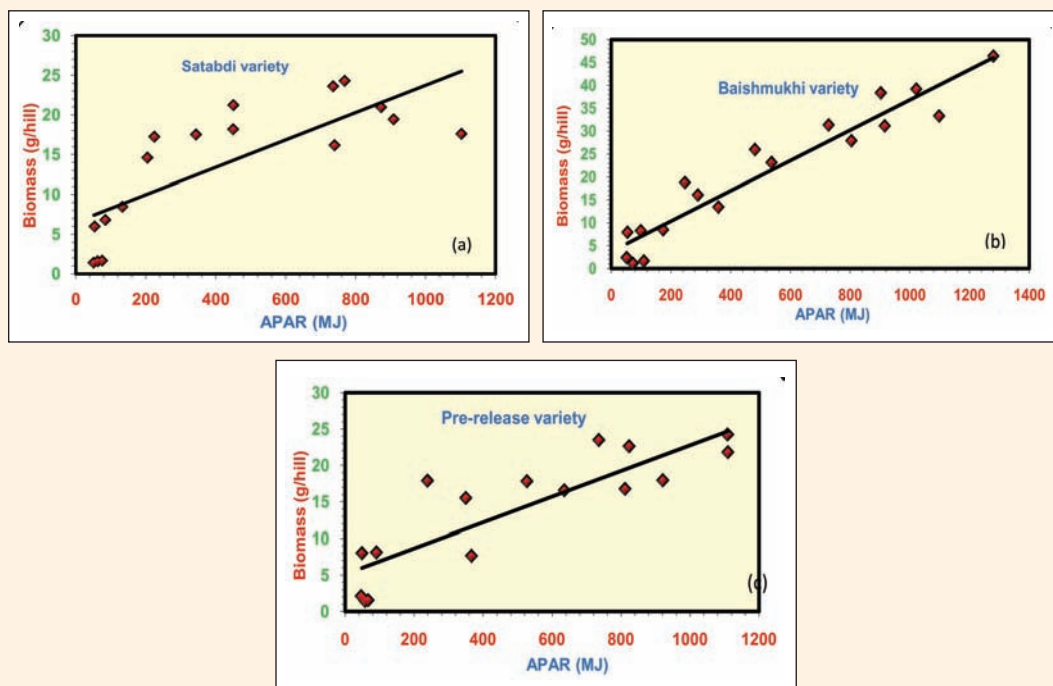 Satabdi variety
Biomass (g/hill)
30
25
20
15
10
5
0
0 200 400 600 800 1000 1200
APAR (MJ)
(a)
Baishmukhi variety
Biomass (g/hill)
50
45
40
35
30
25
20
15
10
5
0
0 200 400 600 800 1000 1200 1400
APAR (MJ)
(b)
Pre-release variety
Biomass (g/hill)
30
25
20
15
10
5
0
0 200 400 600 800 1000 1200
APAR (MJ)